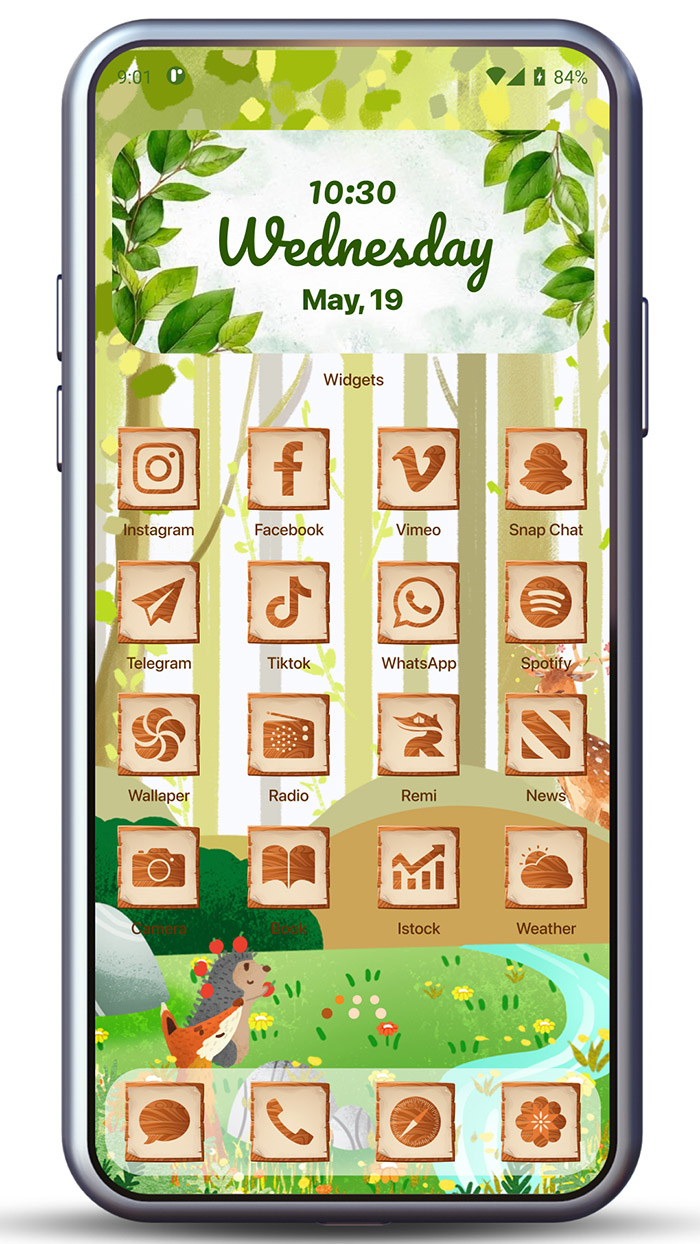 9:01 84%
10:30
Wednesday
May, 19
Widgets
Instagram Facebook Vimeo Snap Chat
Telegram Tiktok WhatsApp Spotify
Wallaper Radio Remi News
Camera Book Istock Weather